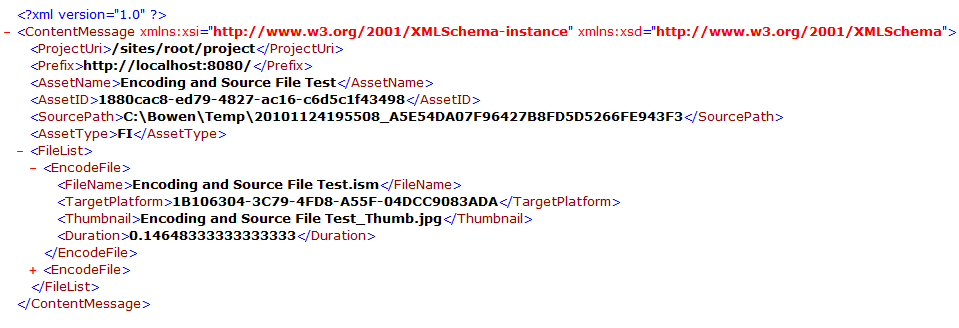 <?xml version="1.0" ?>
- <ContentMessage xmlns:xsi="http://www.w3.org/2001/XMLSchema-instance" xmlns:xsd="http://www.w3.org/2001/XMLSchema">
<ProjectUri>/sites/root/project</ProjectUri>
<Prefix>http://localhost:8080/</Prefix>
<AssetName>Encoding and Source File Test</AssetName>
<AssetID>1880cac8-ed79-4827-ac16-c6d5c1f43498</AssetID>
<SourcePath>C:\Bowen\Temp\20101124195508_A5E54DA07F96427B8FD5D5266FE943F3</SourcePath>
<AssetType>FI</AssetType>
- <FileList>
- <EncodeFile>
<FileName>Encoding and Source File Test.ism</FileName>
<TargetPlatform>1B106304-3C79-4FD8-A55F-04DCC9083ADA</TargetPlatform>
<Thumbnail>Encoding and Source File Test_Thumb.jpg</Thumbnail>
<Duration>0.14648333333333333</Duration>
</EncodeFile>
+ <EncodeFile>
</FileList>
</ContentMessage>